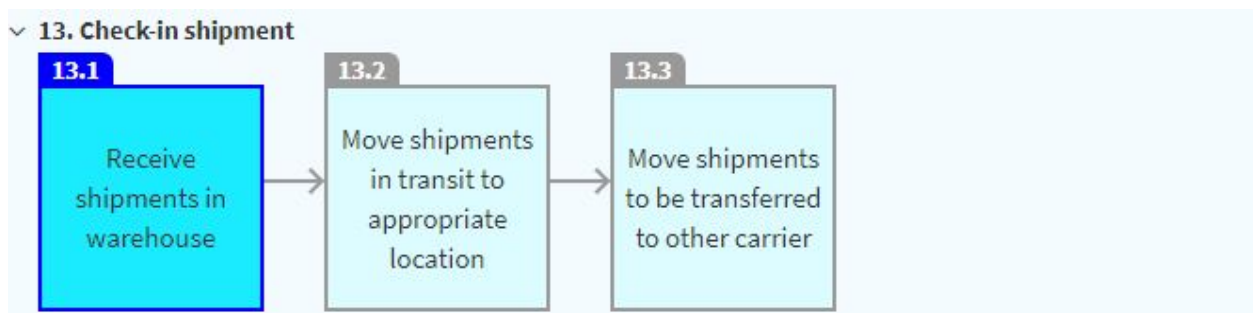 13. Check-in shipment
13.1
Receive
shipments in
warehouse
13.2
Move shipments
in transit to
appropriate
location
13.3
Move shipments
to be transferred
to other carrier